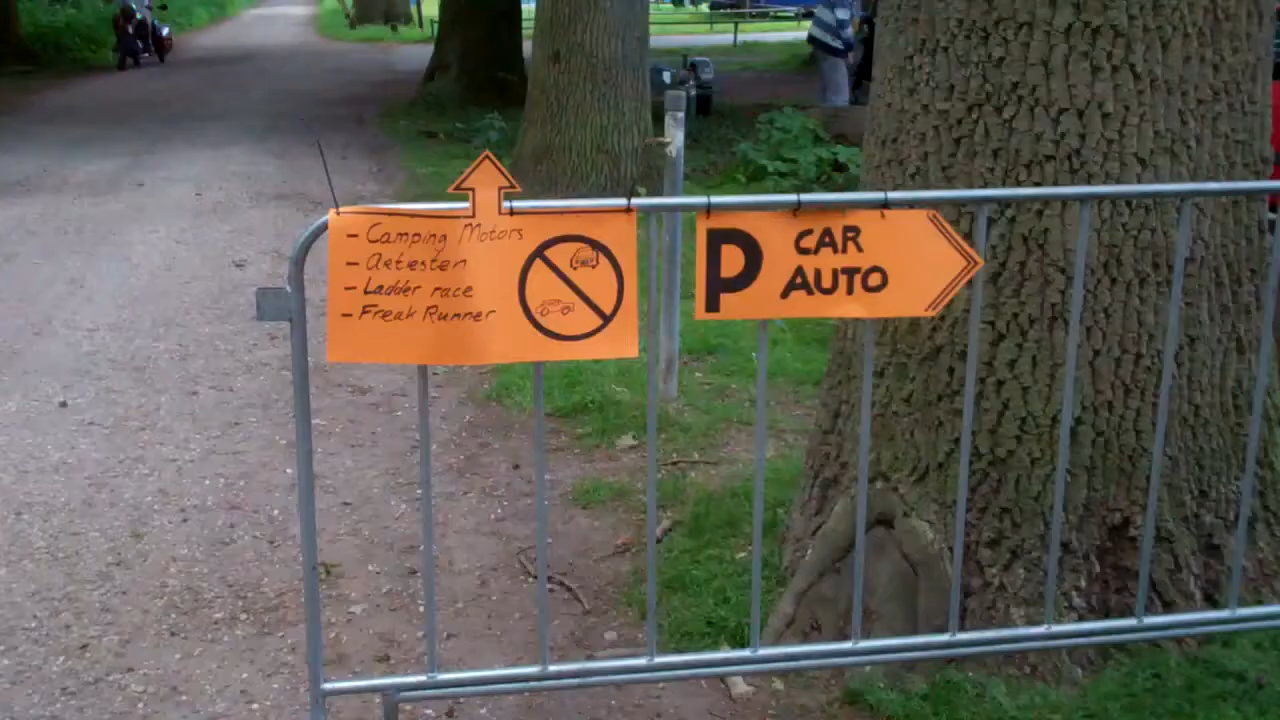 - Camping Motors
- Artiesten
- Ladder race
- Freak Runner
P CAR
AUTO